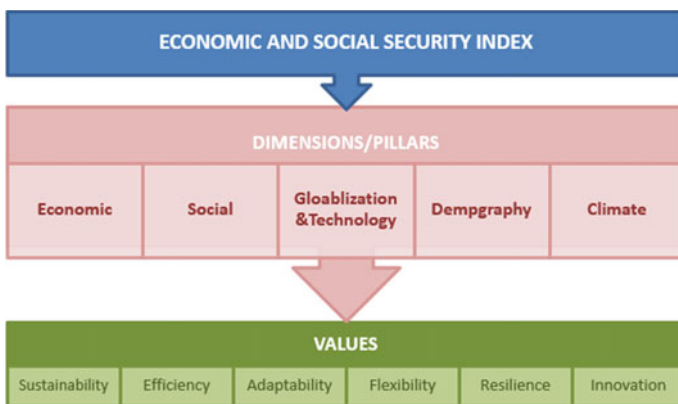 ECONOMIC AND SOCIAL SECURITY INDEX
DIMENSIONS/PILLARS
Economic
Social
Gloablization
&Technology
Dempgraphy
Climate
VALUES
Sustainability
Efficiency
Adaptability
Flexibility
Resilience
Innovation